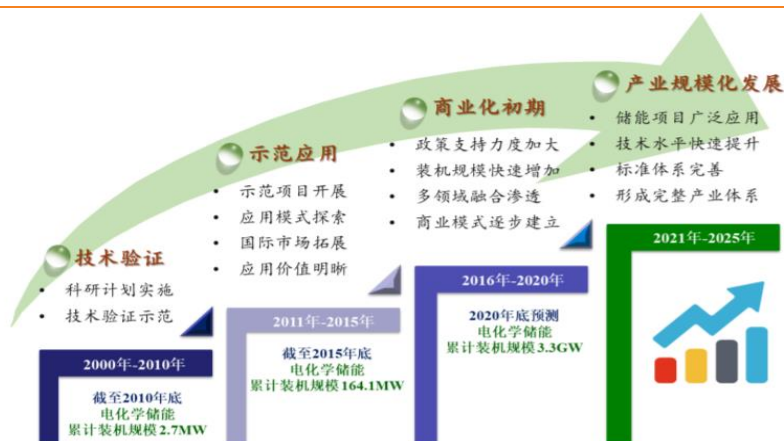 技术验证
• 科研计划实施
• 技术验证示范
2000年-2010年
截至2010年底
电化学储能
累计装机规模2.7MW
示范应用
• 示范项目开展
• 应用模式探索
• 国际市场拓展
• 应用价值明晰
2011年-2015年
截至2015年底
电化学储能
累计装机规模164.1MW
商业化初期
• 政策支持力度加大
• 装机规模快速增加
• 多领域融合渗透
• 商业模式逐步建立
2016年-2020年
2020年底预测
电化学储能
累计装机规模3.3GW
产业规模化发展
• 储能项目广泛应用
• 技术水平快速提升
• 标准体系完善
• 形成完整产业体系
2021年-2025年